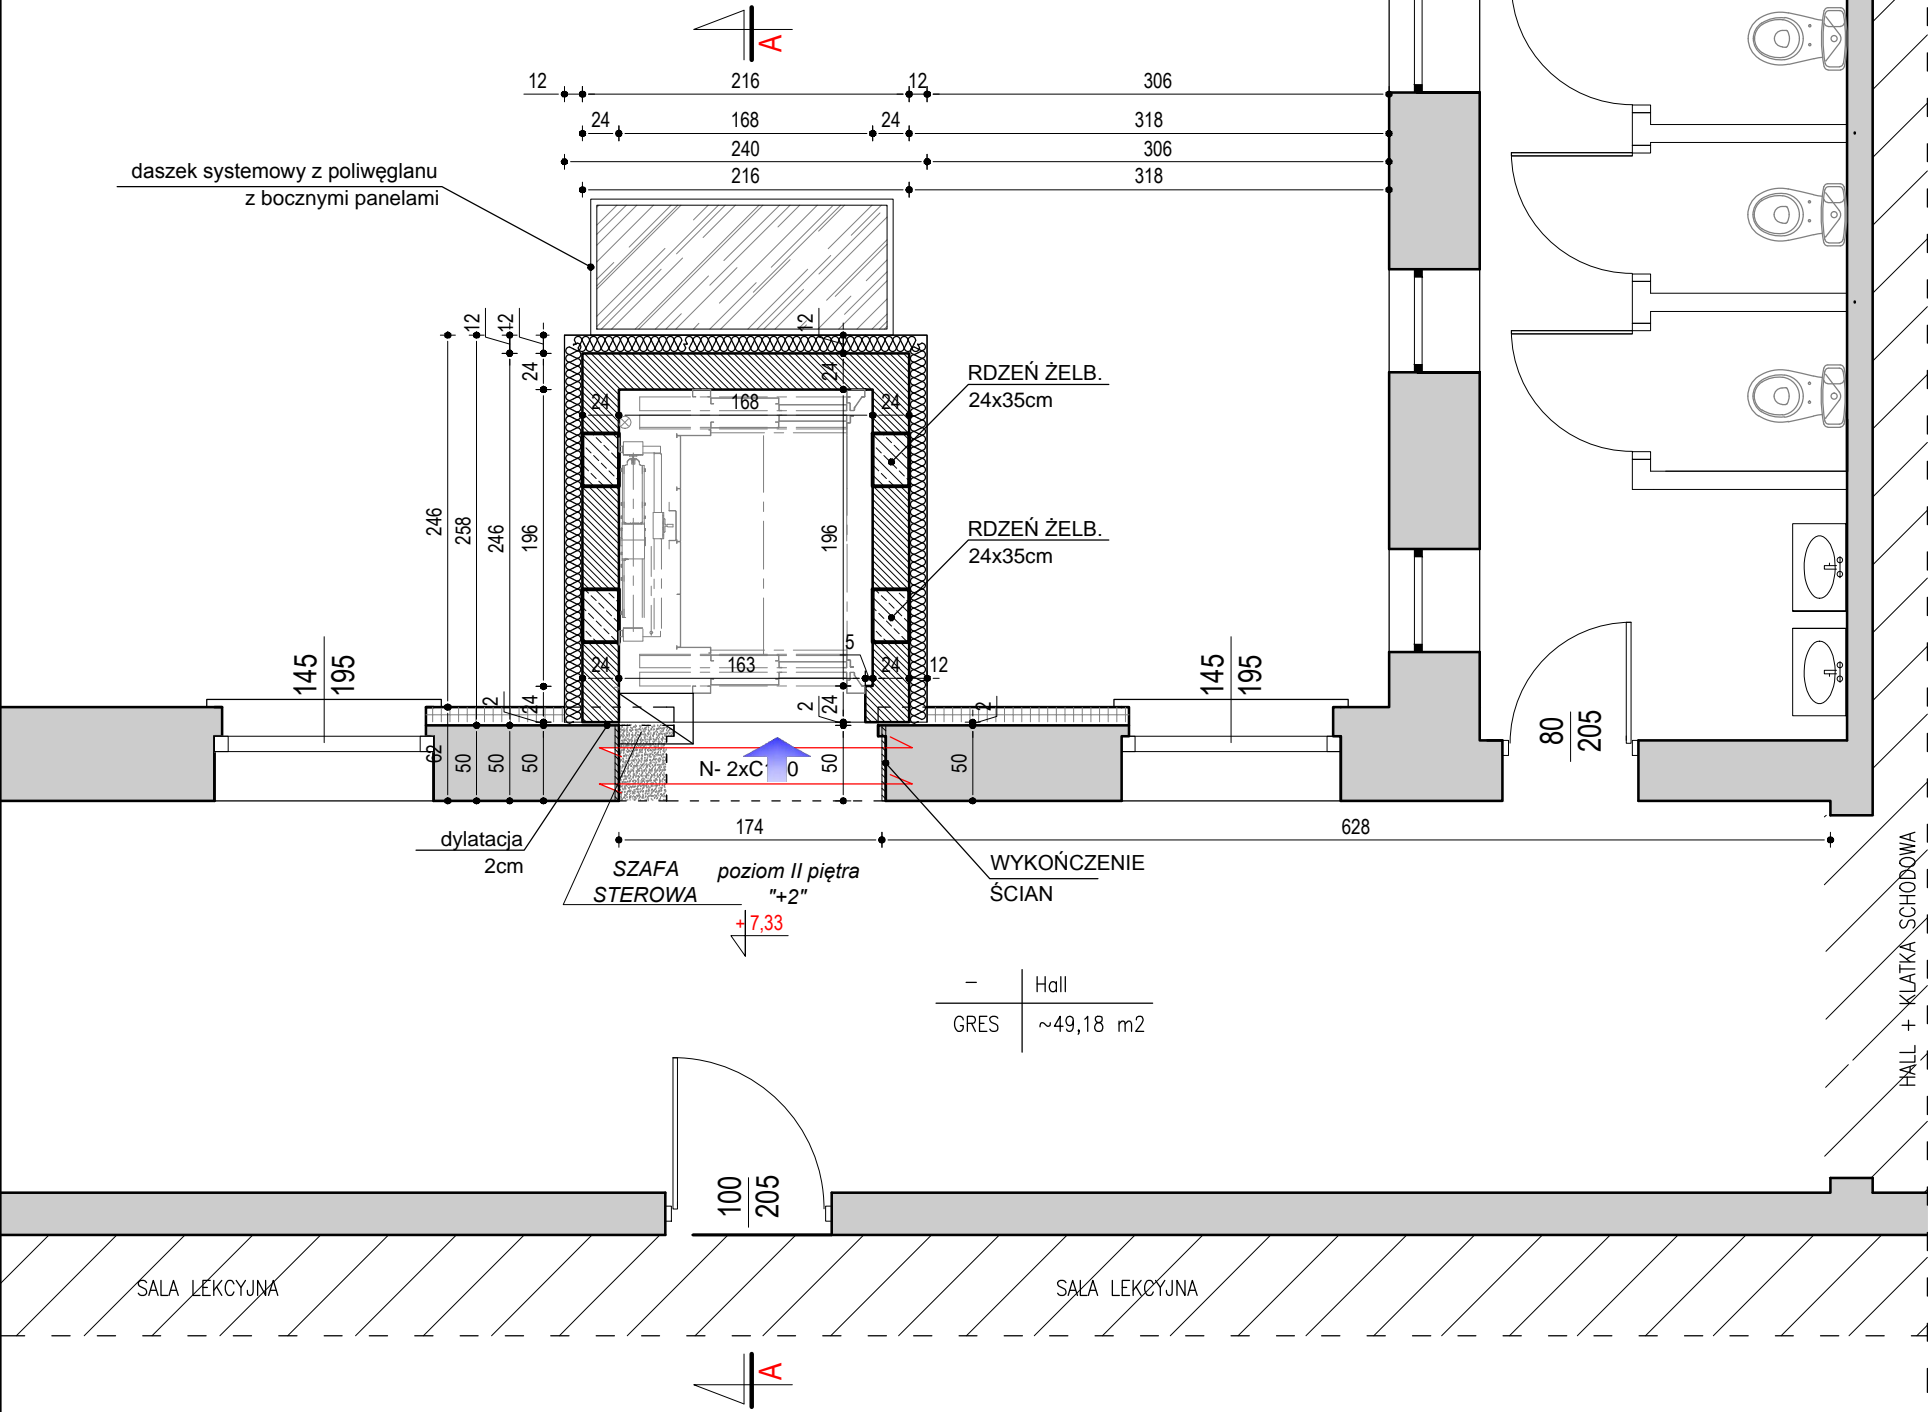 A
12 216 12 306
24 168 24 318
240 306
216 318
daszek systemowy z poliwęglanu
z bocznymi panelami
12 12 12
24 24
RDZEŃ ŻELB.
24x35cm
24 168 24
246 258 246 196 196
RDZEŃ ŻELB.
24x35cm
5
24 163 24 12
145
195
145
195
2 24 2 24 2
80
205
62 50 50 50 50 50
N- 2xC 0
174 628
dylatacja
2cm
SZAFA
STEROWA
poziom II piętra
"+2"
WYKOŃCZENIE
ŚCIAN
+7,33
HALL + KLATKA SCHODOWA
– Hall
GRES ~49,18 m2
100
205
SALA LEKCYJNA SALA LEKCYJNA
A